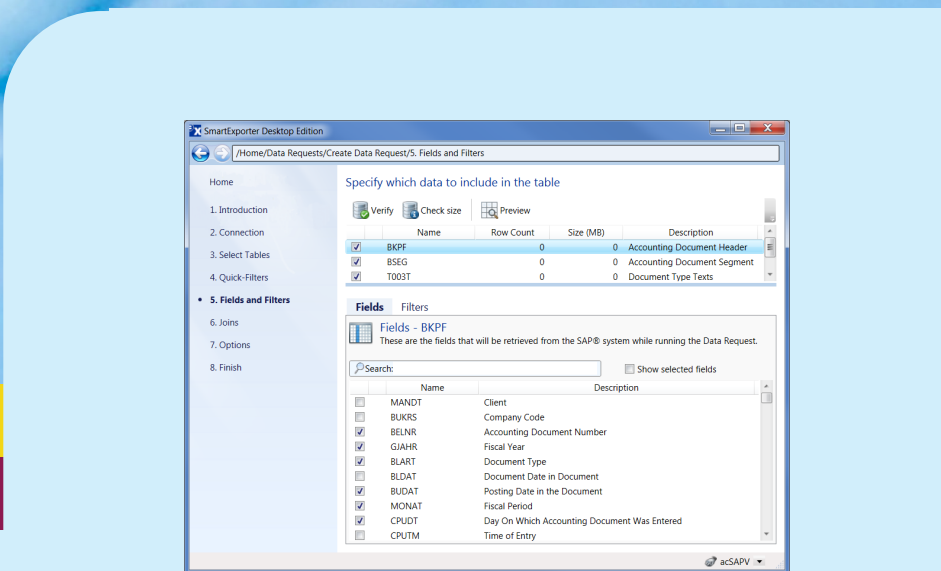 SmartExporter Desktop Edition
/Home/Data Requests/Create Data Request/5. Fields and Filters
Home
1. Introduction
2. Connection
3. Select Tables
4. Quick-Filters
• 5. Fields and Filters
6. Joins
7. Options
8. Finish
Specify which data to include in the table
Verify Check size Preview
Name Row Count Size (MB) Description
BKPF 0 0 Accounting Document Header
BSEG 0 0 Accounting Document Segment
T003T 0 0 Document Type Texts
Fields Filters
Fields - BKPF
These are the fields that will be retrieved from the SAP® system while running the Data Request.
Search: Show selected fields
Name Description
MANDT Client
BUKRS Company Code
BELNR Accounting Document Number
GJAHR Fiscal Year
BLART Document Type
BLDAT Document Date in Document
BUDAT Posting Date in the Document
MONAT Fiscal Period
CPUDT Day On Which Accounting Document Was Entered
CPUTM Time of Entry
acSAPV